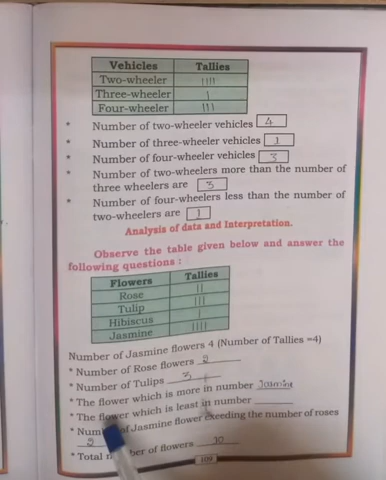 Vehicles Tallies
Two-wheeler ||||
Three-wheeler |
Four-wheeler |||
* Number of two-wheeler vehicles 4
* Number of three-wheeler vehicles 1
* Number of four-wheeler vehicles 3
* Number of two-wheelers more than the number of
three wheelers are 3
* Number of four-wheelers less than the number of
two-wheelers are 1
Analysis of data and Interpretation.
Observe the table given below and answer the
following questions :
Flowers Tallies
Rose ||
Tulip |||
Hibiscus |
Jasmine ||||
Number of Jasmine flowers 4 (Number of Tallies =4)
* Number of Rose flowers 2
* Number of Tulips 3
* The flower which is more in number Jasmine
* The flower which is least in number
* of Jasmine flower exeeding the number of roses
2
* Total of flowers 10
109